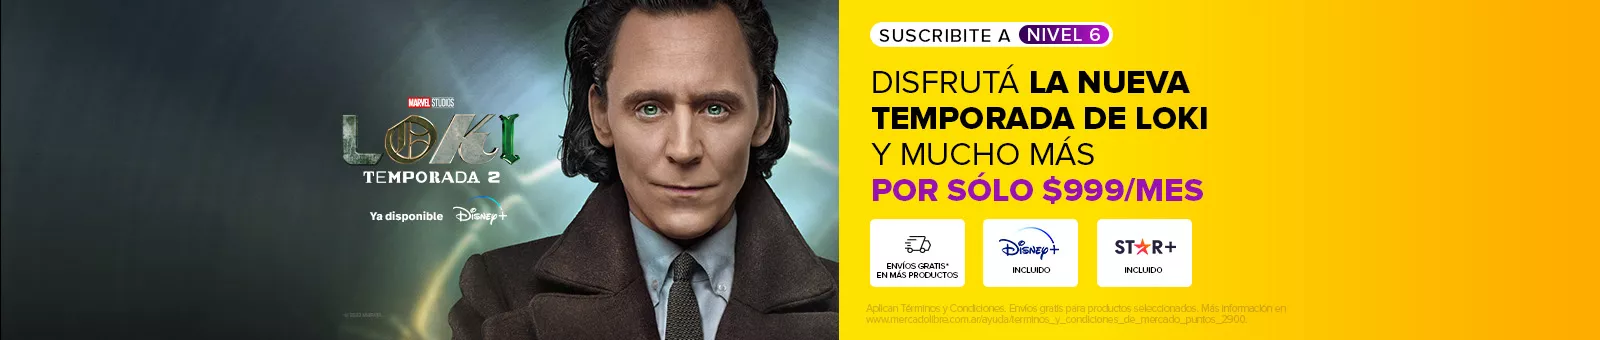 MARVEL STUDIOS
LOKI
TEMPORADA 2
Ya disponible Disney+
SUSCRIBITE A NIVEL 6
DISFRUTÁ LA NUEVA
TEMPORADA DE LOKI
Y MUCHO MÁS
POR SÓLO $999/MES
ENVÍOS GRATIS*
EN MÁS PRODUCTOS
Disney+
INCLUIDO
STAR+
INCLUIDO
Aplican Términos y Condiciones. Envíos gratis para productos seleccionados. Más información en
www.mercadolibre.com.ar/ayuda/terminos_y_condiciones_de_mercado_puntos_2900.